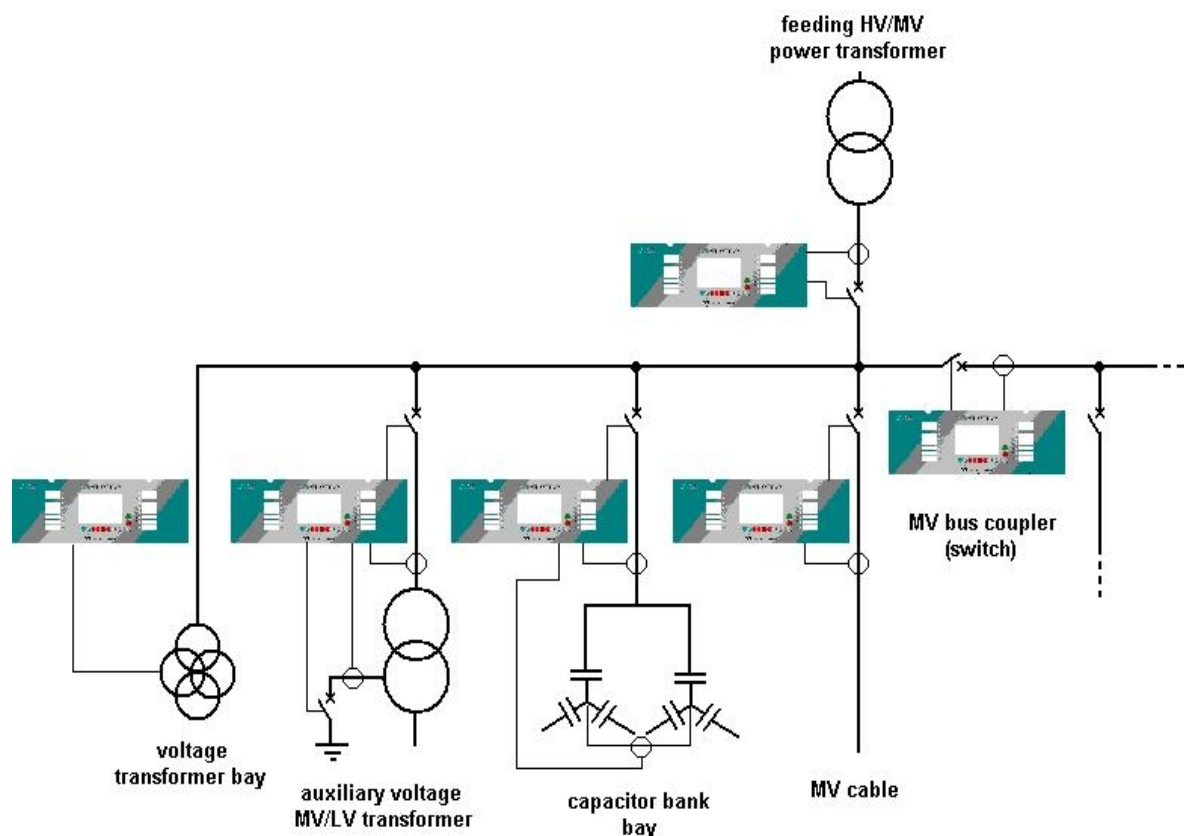 feeding HV/MV
power transformer
MV bus coupler
(switch)
voltage
transformer bay
auxiliary voltage
MV/LV transformer
capacitor bank
bay
MV cable